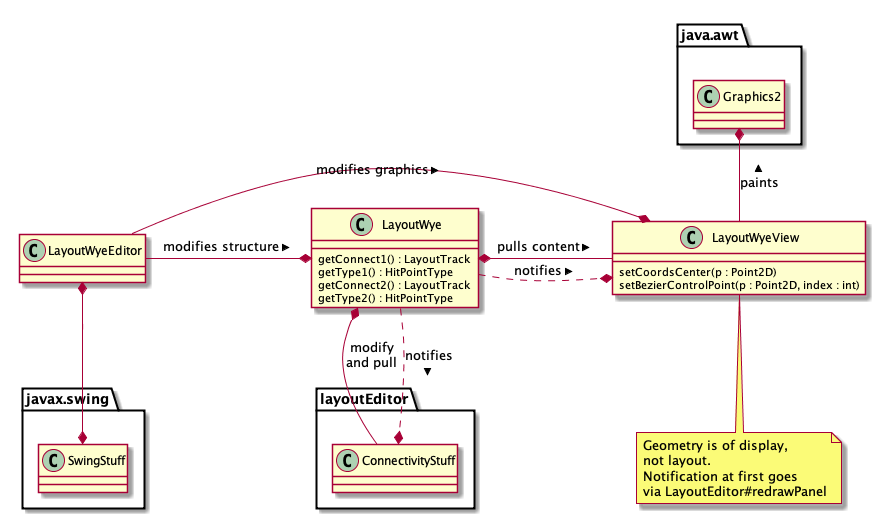 java.awt
C Graphics2
modifies graphics
paints
C LayoutWyeEditor
modifies structure
C LayoutWye
getConnect1() : LayoutTrack
getType1() : HitPointType
getConnect2() : LayoutTrack
getType2() : HitPointType
pulls content
notifies
C LayoutWyeView
setCoordsCenter(p : Point2D)
setBezierControlPoint(p : Point2D, index : int)
modify
and pull
notifies
javax.swing
C SwingStuff
layoutEditor
C ConnectivityStuff
Geometry is of display,
not layout.
Notification at first goes
via LayoutEditor#redrawPanel